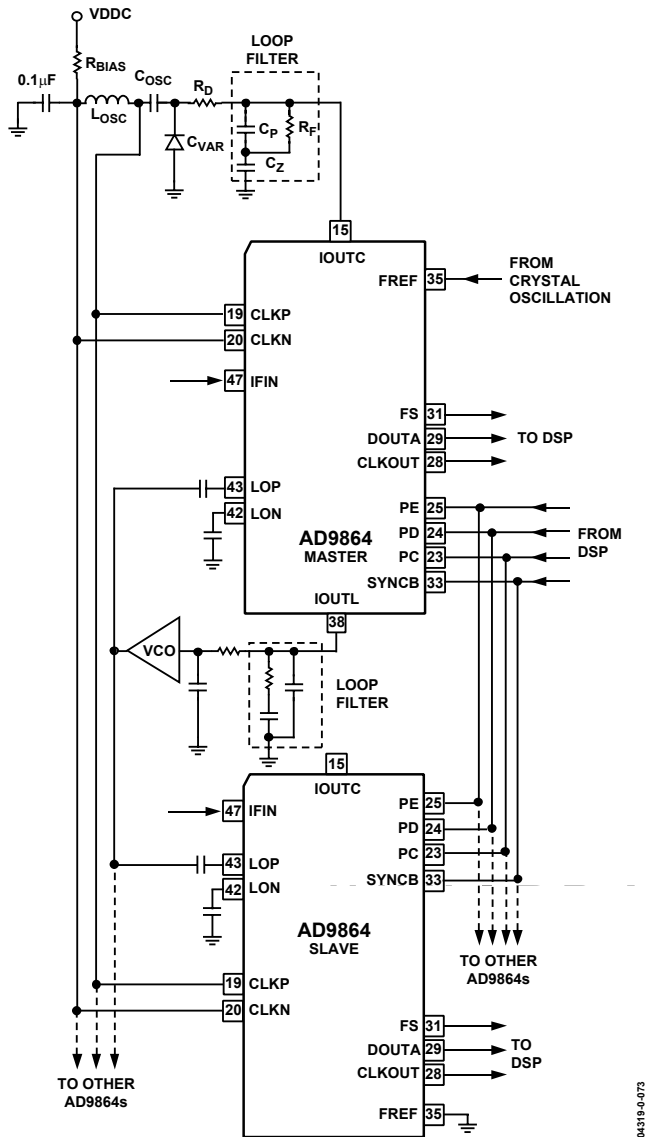 VDDC
RBIAS
0.1µF
COSC
LOSC
RD
CVAR
LOOP
FILTER
CP
RF
CZ
15
IOUTC
FREF 35
FROM
CRYSTAL
OSCILLATION
19 CLKP
20 CLKN
47 IFIN
FS 31
DOUTA 29
CLKOUT 28
TO DSP
43 LOP
42 LON
AD9864
MASTER
PE 25
PD 24
PC 23
SYNCB 33
FROM
DSP
IOUTL
38
VCO
LOOP
FILTER
15
IOUTC
47 IFIN
43 LOP
42 LON
PE 25
PD 24
PC 23
SYNCB 33
AD9864
SLAVE
TO OTHER
AD9864s
19 CLKP
20 CLKN
FS 31
DOUTA 29
CLKOUT 28
TO
DSP
TO OTHER
AD9864s
FREF 35
04319-0-073